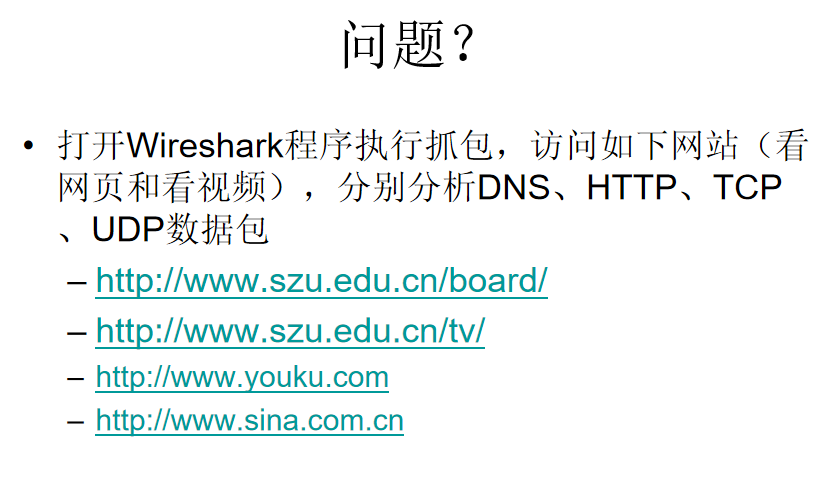 问题？
• 打开Wireshark程序执行抓包，访问如下网站（看
网页和看视频），分别分析DNS、HTTP、TCP
、UDP数据包
– http://www.szu.edu.cn/board/
– http://www.szu.edu.cn/tv/
– http://www.youku.com
– http://www.sina.com.cn